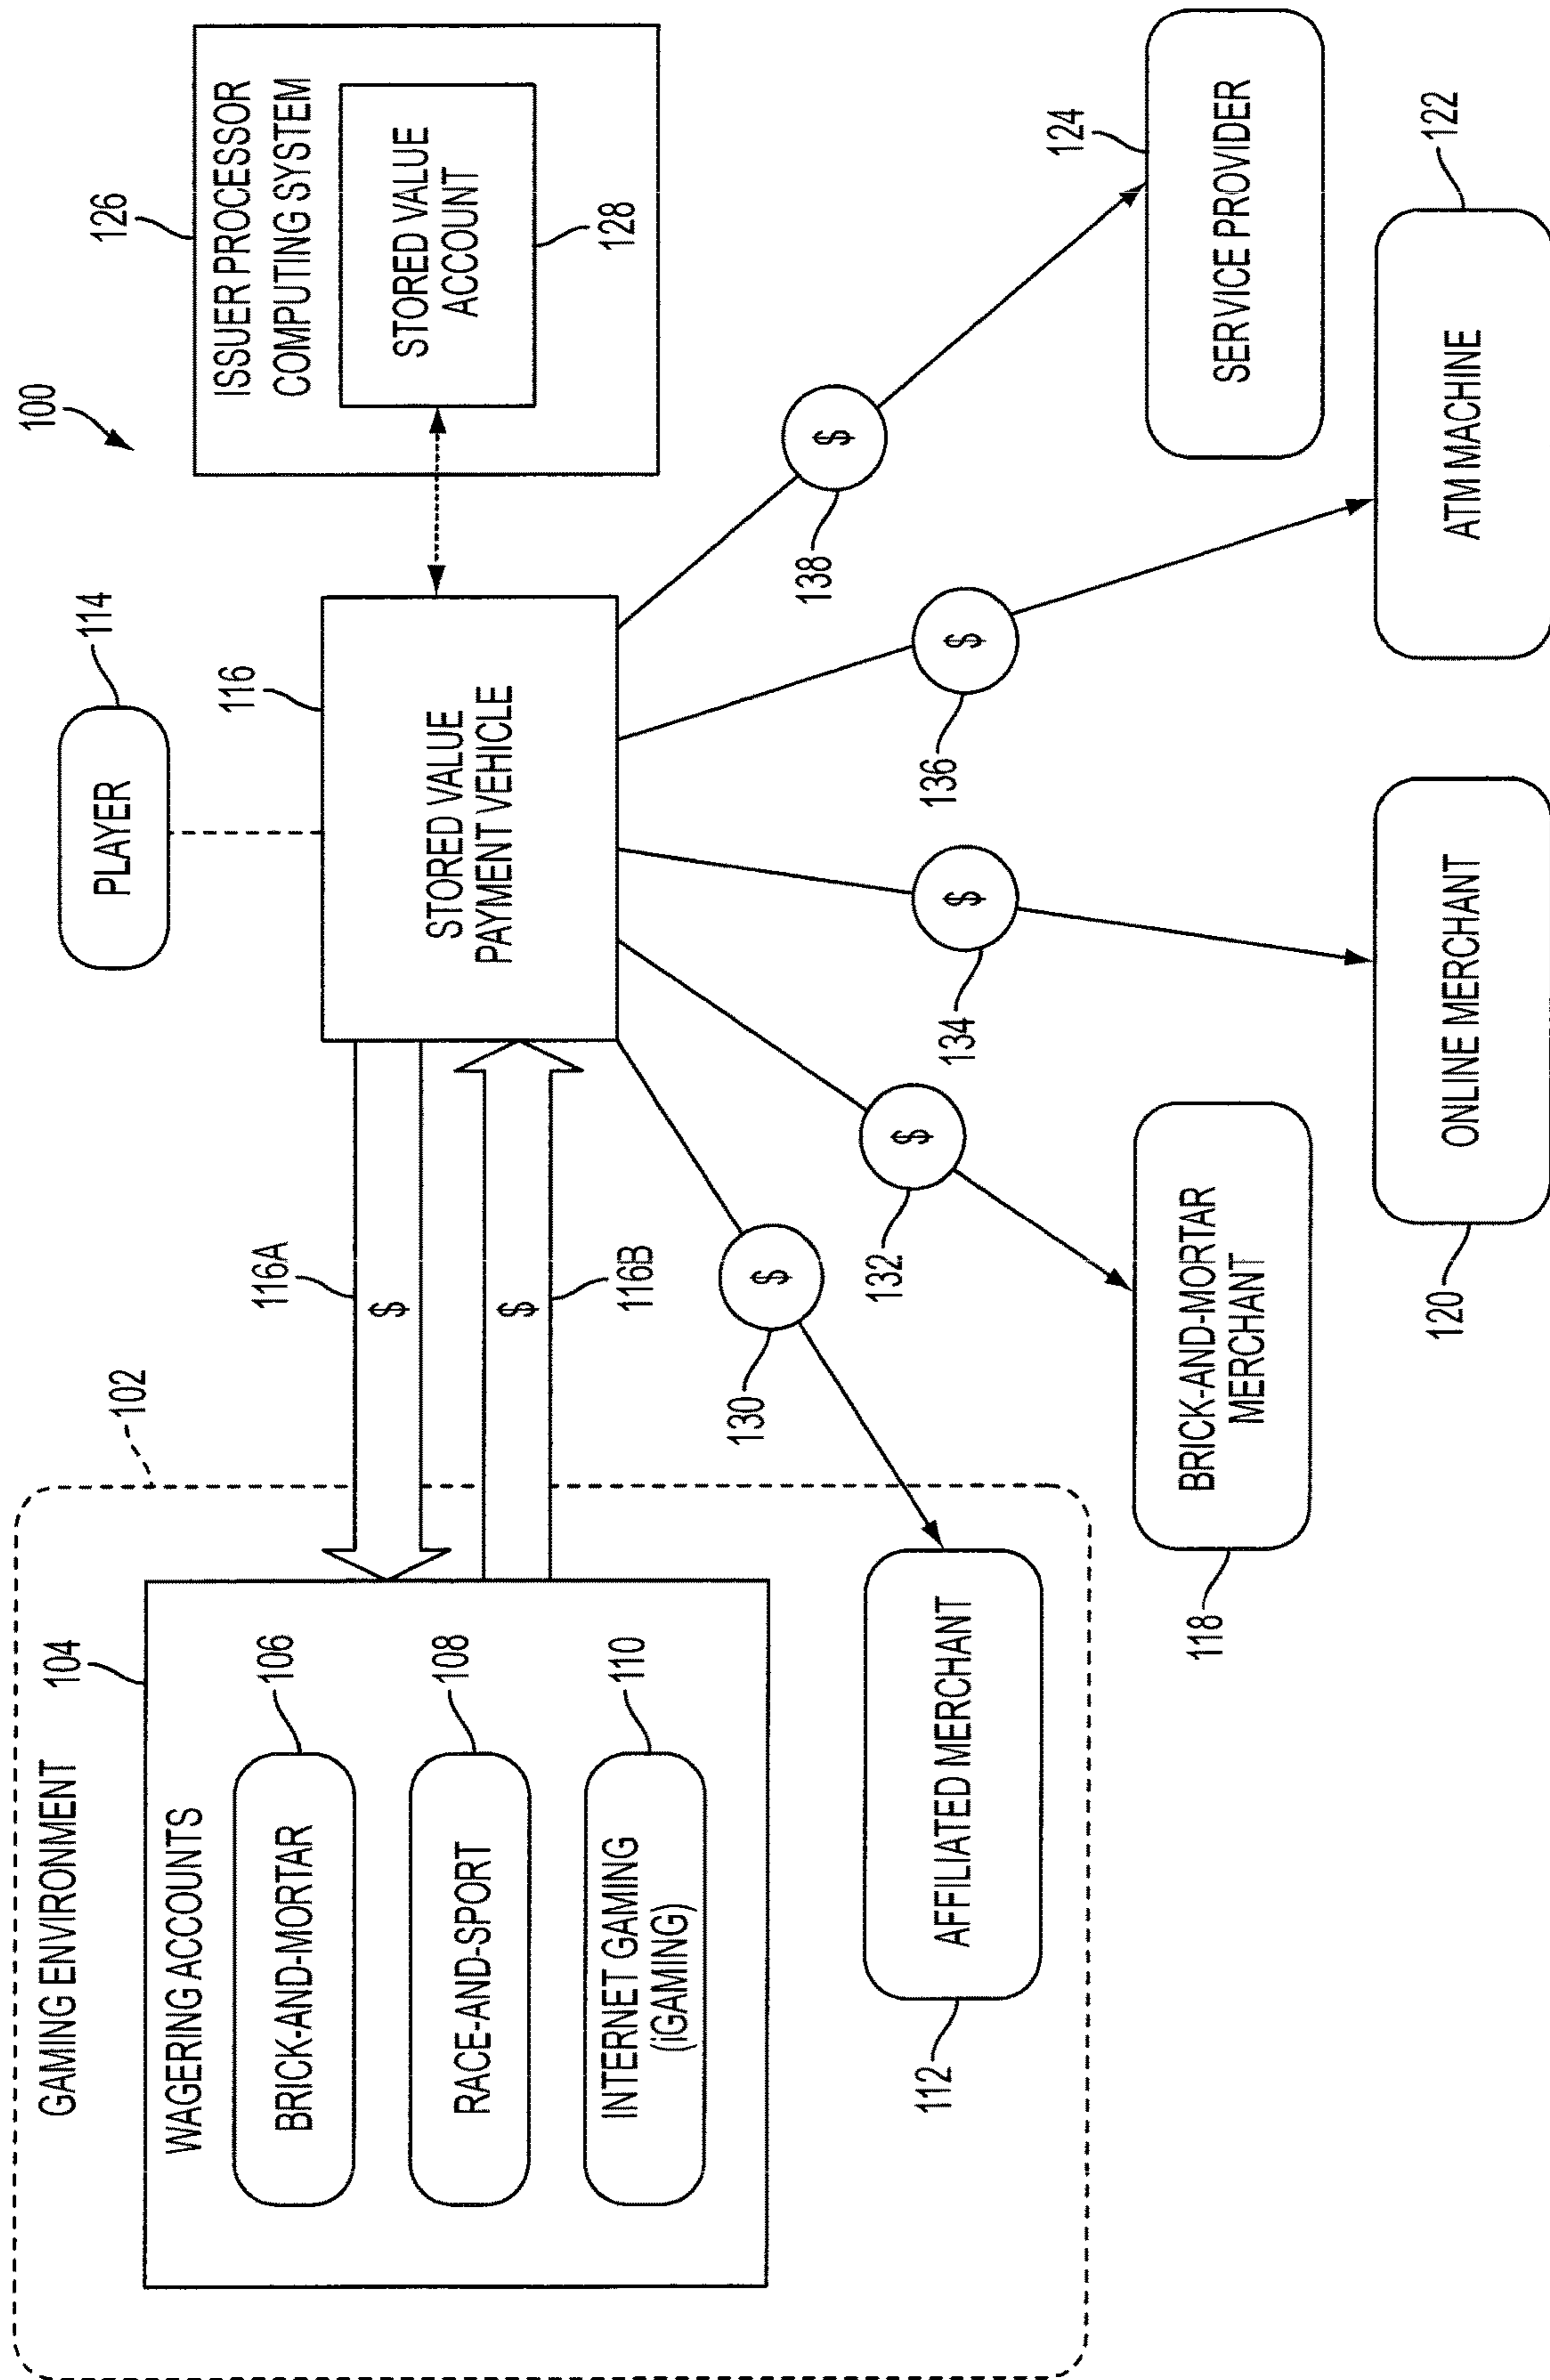 100
GAMING ENVIRONMENT
102
104
WAGERING ACCOUNTS
106
BRICK-AND-MORTAR
108
RACE-AND-SPORT
110
INTERNET GAMING
(iGAMING)
112
AFFILIATED MERCHANT
PLAYER
114
116
STORED VALUE
PAYMENT VEHICLE
116A
$
$
116B
126
ISSUER PROCESSOR
COMPUTING SYSTEM
STORED VALUE
ACCOUNT
128
$
130
$
132
$
134
$
136
$
138
BRICK-AND-MORTAR
MERCHANT
118
ONLINE MERCHANT
120
ATM MACHINE
122
SERVICE PROVIDER
124